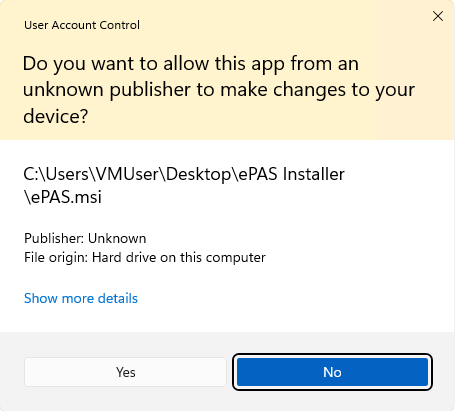 User Account Control
Do you want to allow this app from an
unknown publisher to make changes to your
device?
C:\Users\VMUser\Desktop\ePAS Installer
\ePAS.msi
Publisher: Unknown
File origin: Hard drive on this computer
Show more details
Yes
No